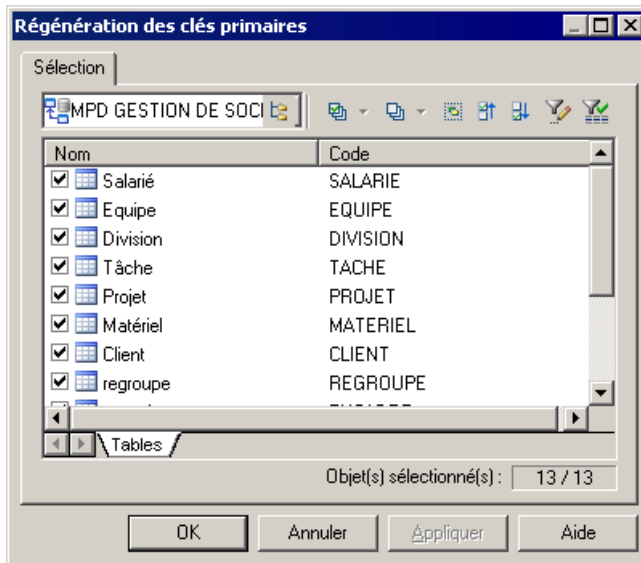 Régénération des clés primaires
Sélection
MPD GESTION DE SOCI
Nom Code
Salarié SALARIE
Equipe EQUIPE
Division DIVISION
Tâche TACHE
Projet PROJET
Matériel MATERIEL
Client CLIENT
regroupe REGROUPE
Tables
Objet(s) sélectionné(s) : 13 / 13
OK Annuler Appliquer Aide